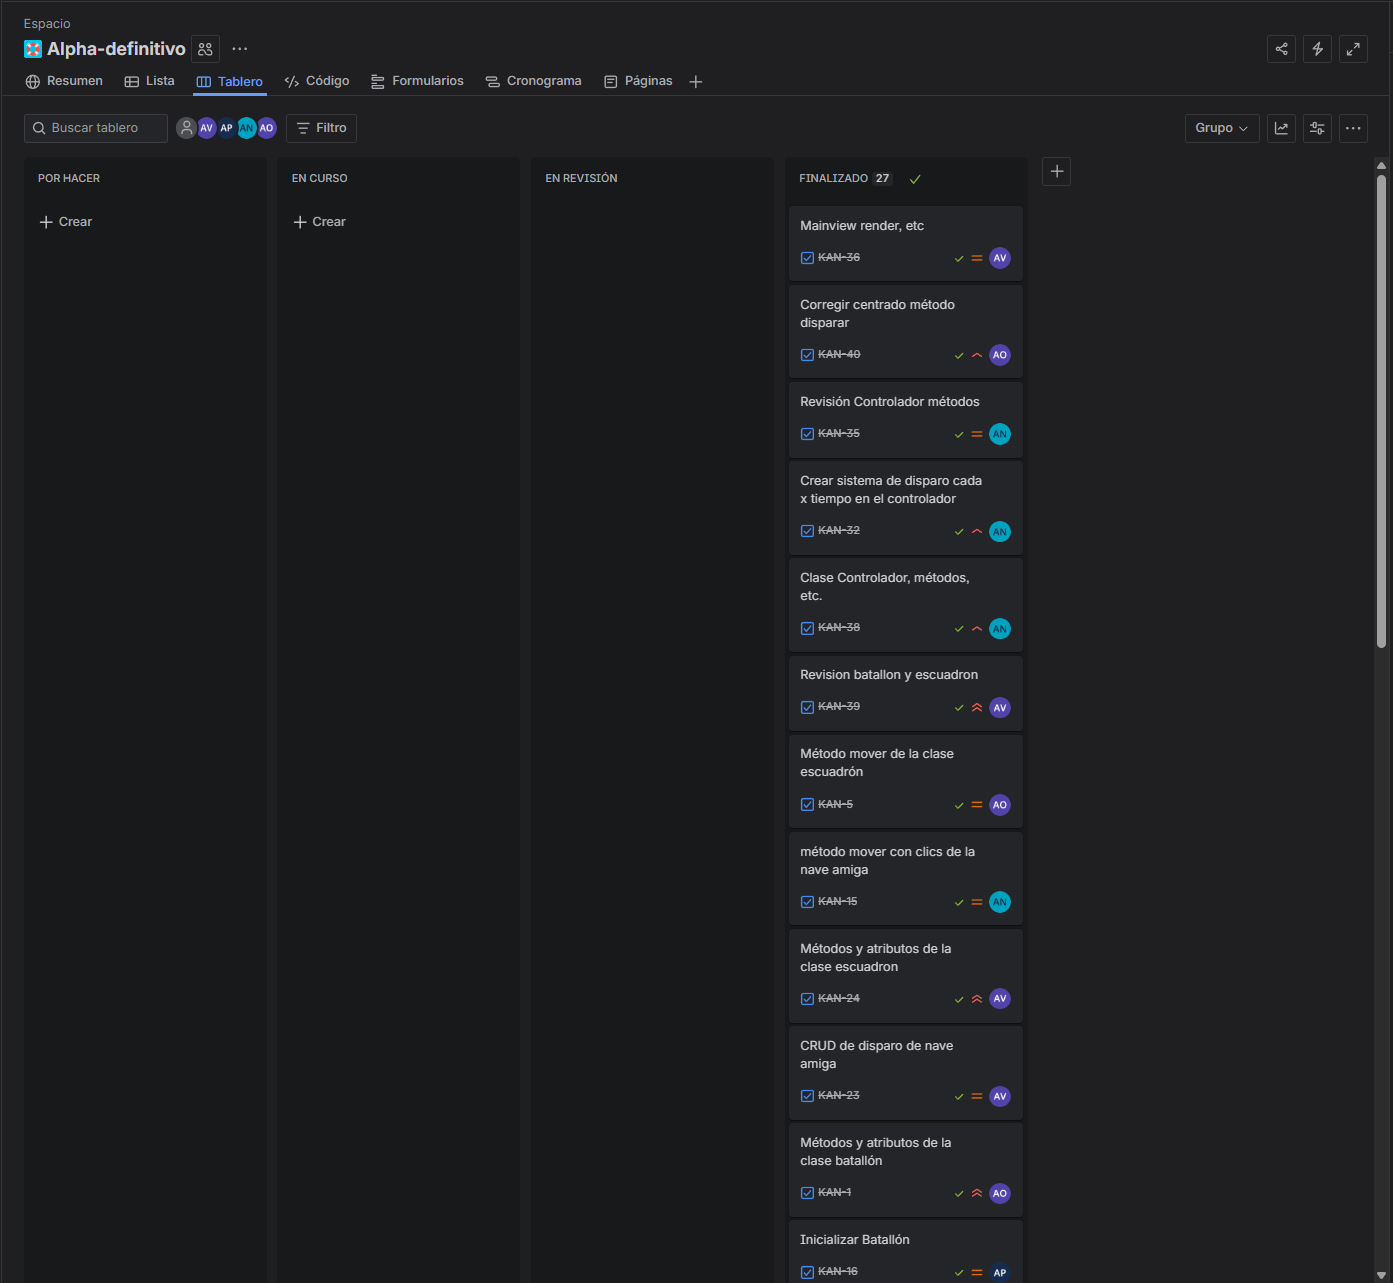 Espacio
Alpha-definitivo
Resumen Lista Tablero Código Formularios Cronograma Páginas
Buscar tablero AV AP AN AO Filtro Grupo
POR HACER
Crear
EN CURSO
Crear
EN REVISIÓN
FINALIZADO 27
Mainview render, etc
KAN-36 AV
Corregir centrado método
disparar
KAN-40 AO
Revisión Controlador métodos
KAN-35 AN
Crear sistema de disparo cada
x tiempo en el controlador
KAN-32 AN
Clase Controlador, métodos,
etc.
KAN-38 AN
Revision batallon y escuadron
KAN-39 AV
Método mover de la clase
escuadrón
KAN-5 AO
método mover con clics de la
nave amiga
KAN-15 AN
Métodos y atributos de la
clase escuadron
KAN-24 AV
CRUD de disparo de nave
amiga
KAN-23 AV
Métodos y atributos de la
clase batallón
KAN-1 AO
Inicializar Batallón
KAN-16 AP